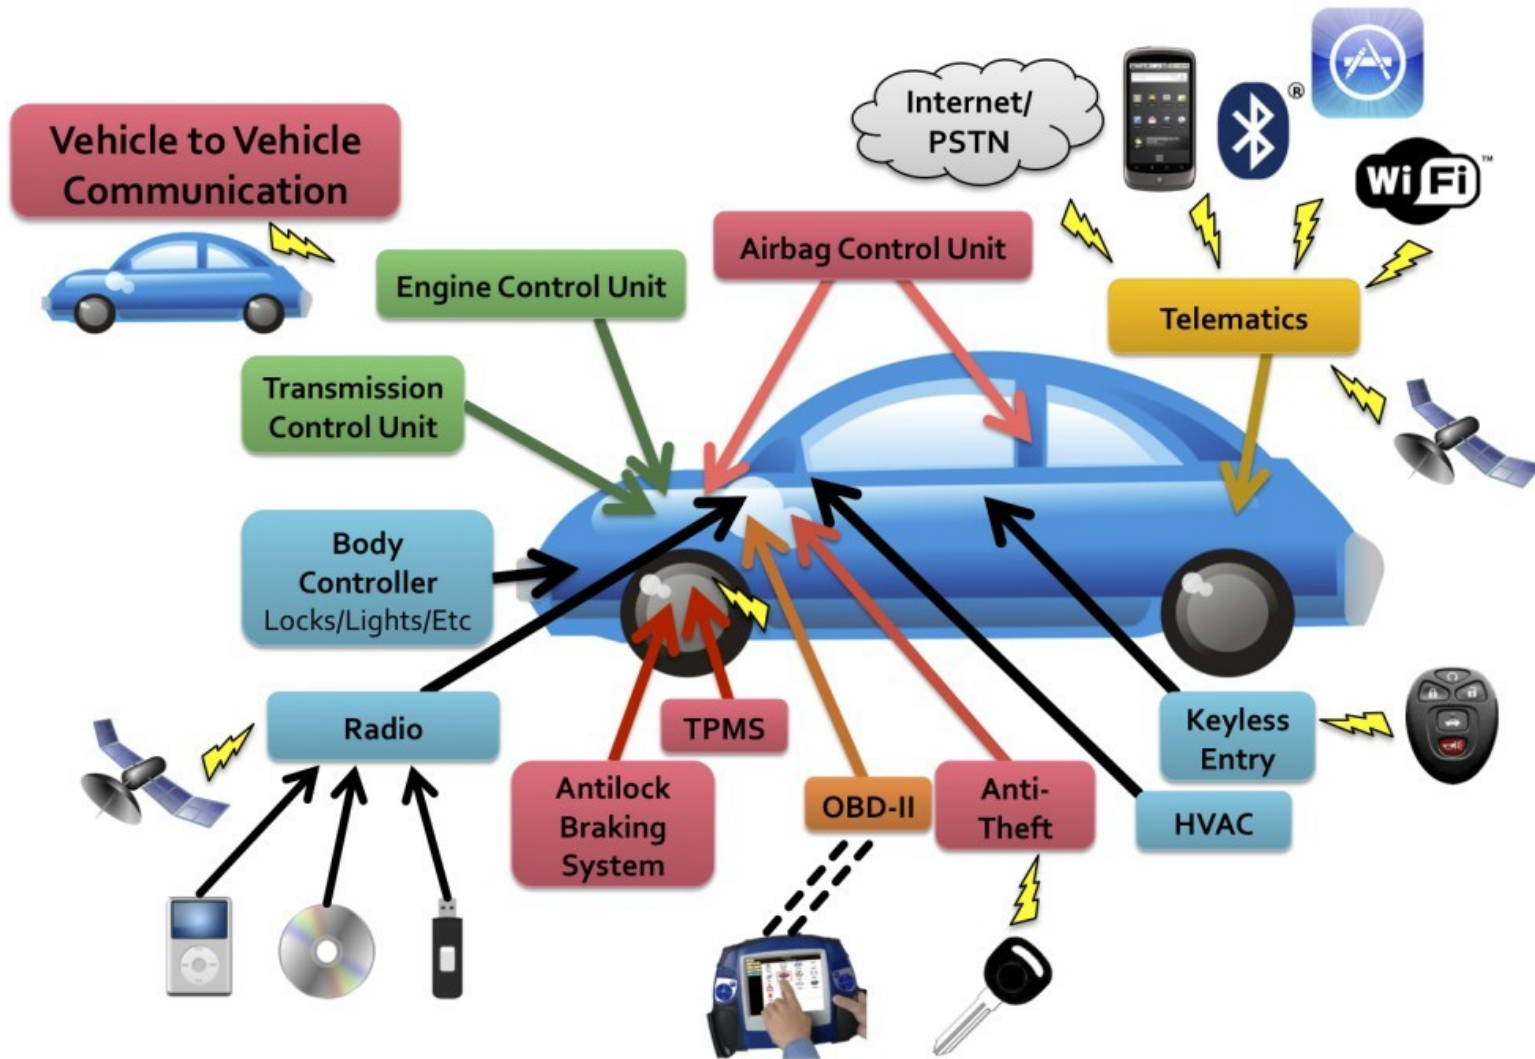 Internet/
PSTN
®
Wi Fi™
Vehicle to Vehicle
Communication
Airbag Control Unit
Engine Control Unit
Telematics
Transmission
Control Unit
Body
Controller
Locks/Lights/Etc
Radio
TPMS
Keyless
Entry
Antilock
Braking
System
OBD-II
Anti-
Theft
HVAC